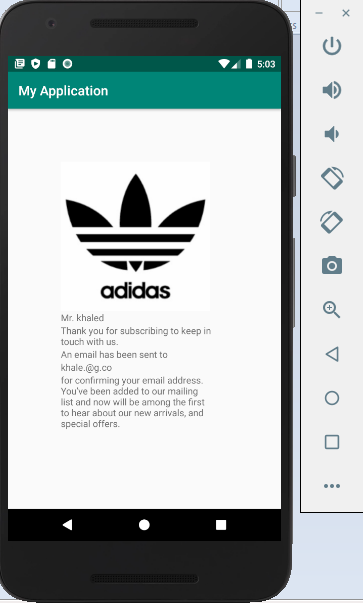 5:03
My Application
adidas
Mr. khaled
Thank you for subscribing to keep in
touch with us.
An email has been sent to
khale.@g.co
for confirming your email address.
You've been added to our mailing
list and now will be among the first
to hear about our new arrivals, and
special offers.